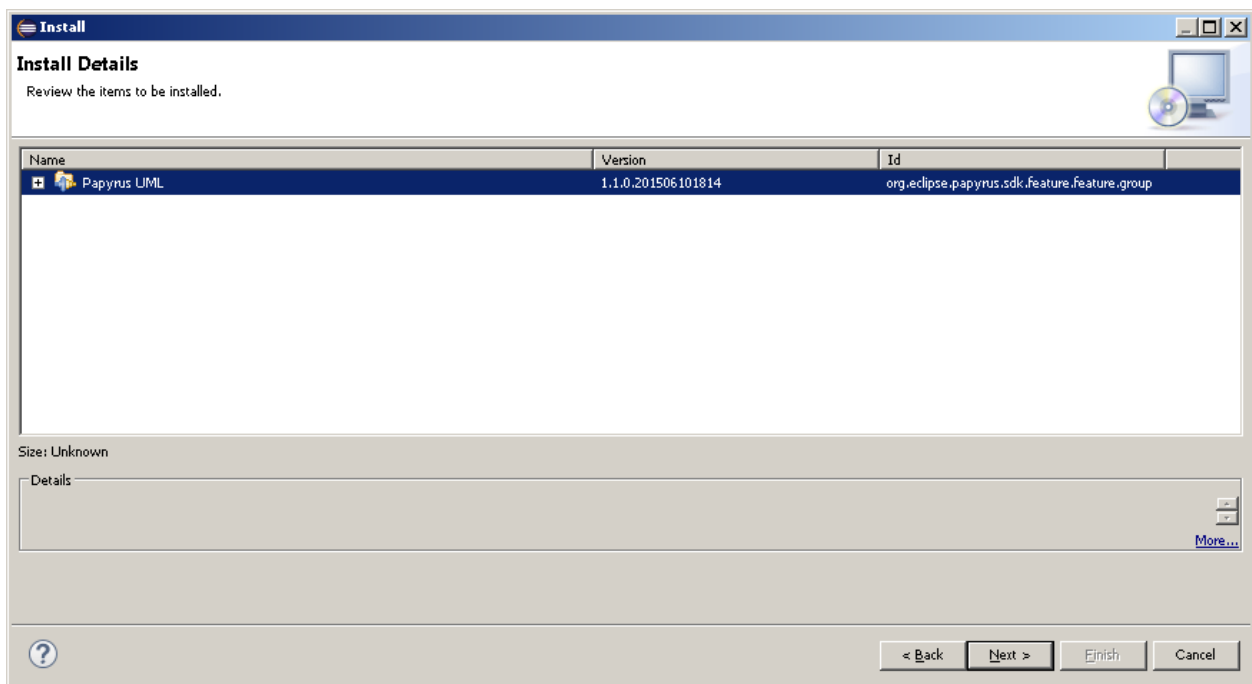 Install
Install Details
Review the items to be installed.
Name Version Id
Papyrus UML 1.1.0.201506101814 org.eclipse.papyrus.sdk.feature.feature.group
Size: Unknown
Details
More...
? < Back Next > Finish Cancel